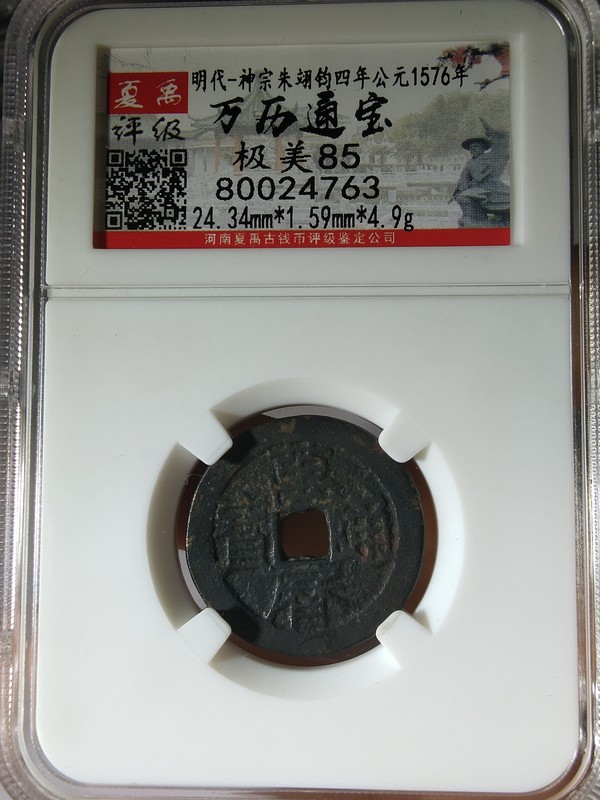 夏禹
评级
明代-神宗朱翊钧四年公元1576年
万历通宝
极美85
80024763
24.34mm*1.59mm*4.9g
河南夏禹古钱币评级鉴定公司